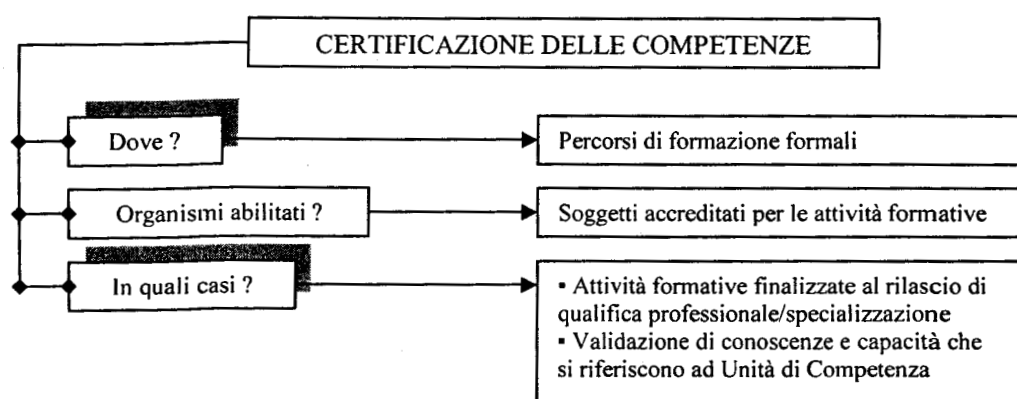 CERTIFICAZIONE DELLE COMPETENZE
Dove ?
Percorsi di formazione formali
Organismi abilitati ?
Soggetti accreditati per le attività formative
In quali casi ?
▪ Attività formative finalizzate al rilascio di
qualifica professionale/specializzazione
▪ Validazione di conoscenze e capacità che
si riferiscono ad Unità di Competenza